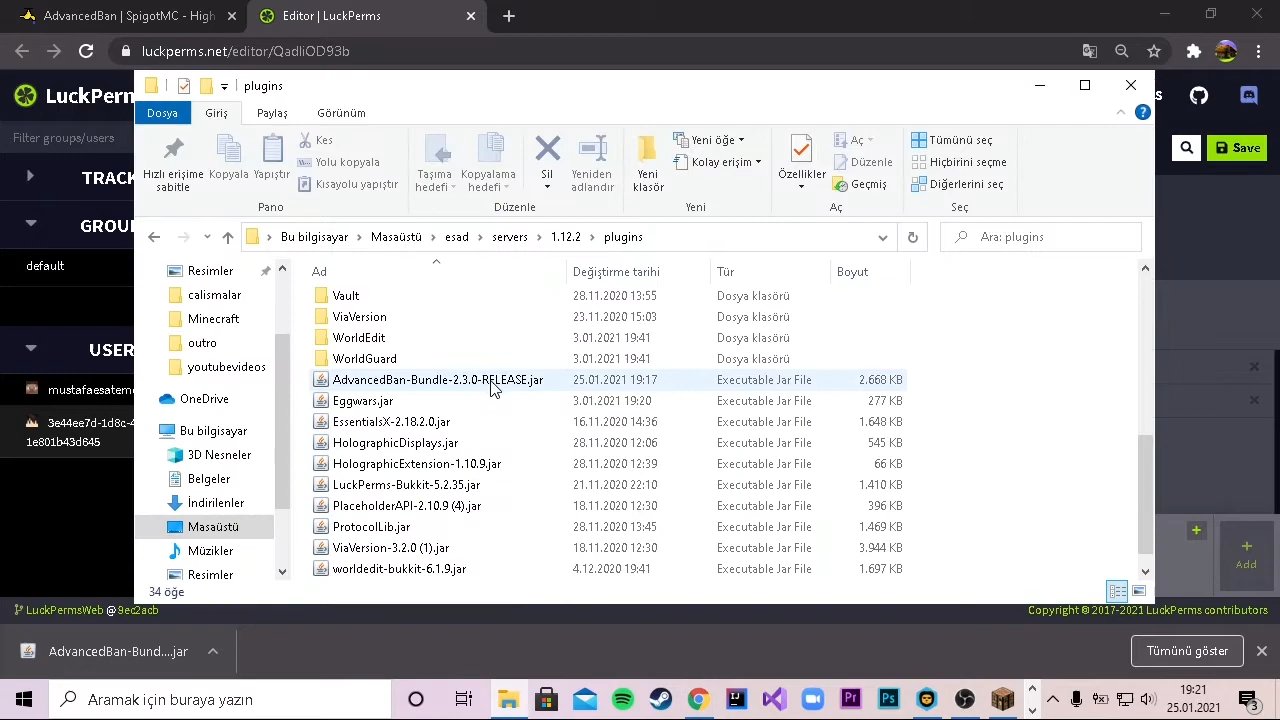 AdvancedBan | SpigotMC - High
Editor | LuckPerms
luckperms.net/editor/QadliOD93b
LuckPerm
Filter groups/users
TRACK
GROU
default
USER
mustafaesateme
3e44ee7d-1d8c-4
1e801b43d645
s
Save
Add
plugins
Dosya
Giriş
Paylaş
Görünüm
Hızlı erişime
sabitle
Kopyala
Yapıştır
Kes
Yolu kopyala
Kısayolu yapıştır
Taşıma
hedefi
Kopyalama
hedefi
Sil
Yeniden
adlandır
Yeni
klasör
Yeni öğe
Kolay erişim
Özellikler
Aç
Düzenle
Geçmiş
Tümünü seç
Hiçbirini seçme
Diğerlerini seç
Pano
Düzenle
Yeni
Aç
Seç
Bu bilgisayar > Masaüstü > esad > servers > 1.12.2 > plugins
Ara: plugins
Resimler
calismalar
Minecraft
outro
youtubevideos
OneDrive
Bu bilgisayar
3D Nesneler
Belgeler
İndirilenler
Masaüstü
Müzikler
Resimler
Ad Değiştirme tarihi Tür Boyut
Vault 28.11.2020 13:55 Dosya klasörü
ViaVersion 23.11.2020 15:03 Dosya klasörü
WorldEdit 3.01.2021 19:41 Dosya klasörü
WorldGuard 3.01.2021 19:41 Dosya klasörü
AdvancedBan-Bundle-2.3.0-RELEASE.jar 25.01.2021 19:17 Executable Jar File 2.668 KB
Eggwars.jar 3.01.2021 19:20 Executable Jar File 277 KB
EssentialsX-2.18.2.0.jar 16.11.2020 14:36 Executable Jar File 1.648 KB
HolographicDisplays.jar 28.11.2020 12:06 Executable Jar File 545 KB
HolographicExtension-1.10.9.jar 28.11.2020 12:39 Executable Jar File 66 KB
LuckPerms-Bukkit-5.2.35.jar 21.11.2020 22:10 Executable Jar File 1.410 KB
PlaceholderAPI-2.10.9 (4).jar 18.11.2020 12:30 Executable Jar File 396 KB
ProtocolLib.jar 28.11.2020 13:45 Executable Jar File 1.469 KB
ViaVersion-3.2.0 (1).jar 18.11.2020 12:30 Executable Jar File 3.944 KB
worldedit-bukkit-6.1.9.jar 4.12.2020 19:41 Executable Jar File 1.697 KB
34 öğe
LuckPermsWeb @ 9ec2acb
Copyright © 2017-2021 LuckPerms contributors
AdvancedBan-Bund....jar
Tümünü göster
Aramak için buraya yazın
Pr
Ps
19:21
25.01.2021
3